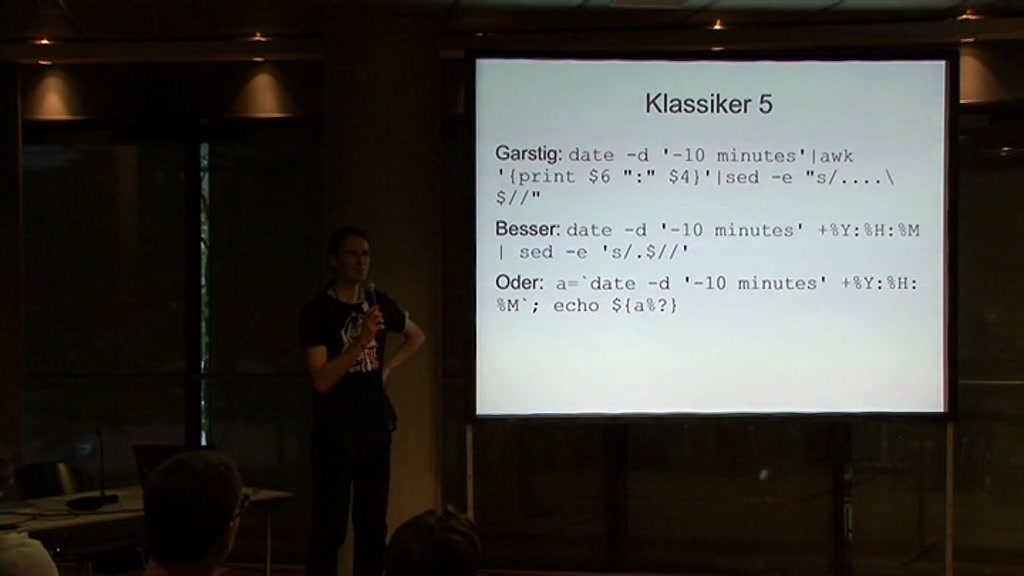 Klassiker 5
Garstig: date -d '-10 minutes'|awk
'{print $6 ":" $4}'|sed -e "s/....\
$//"
Besser: date -d '-10 minutes' +%Y:%H:%M
| sed -e 's/.$//'
Oder: a=`date -d '-10 minutes' +%Y:%H:
%M`; echo ${a%?}